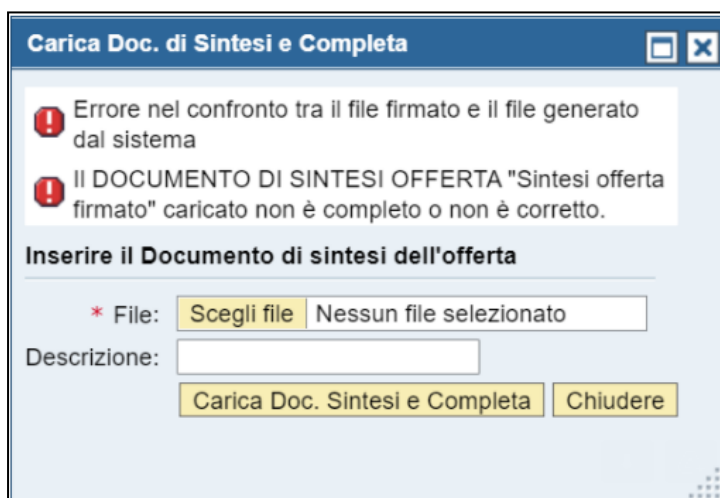 Carica Doc. di Sintesi e Completa
Errore nel confronto tra il file firmato e il file generato
dal sistema
Il DOCUMENTO DI SINTESI OFFERTA "Sintesi offerta
firmato" caricato non è completo o non è corretto.
Inserire il Documento di sintesi dell'offerta
* File: Scegli file Nessun file selezionato
Descrizione:
Carica Doc. Sintesi e Completa Chiudere